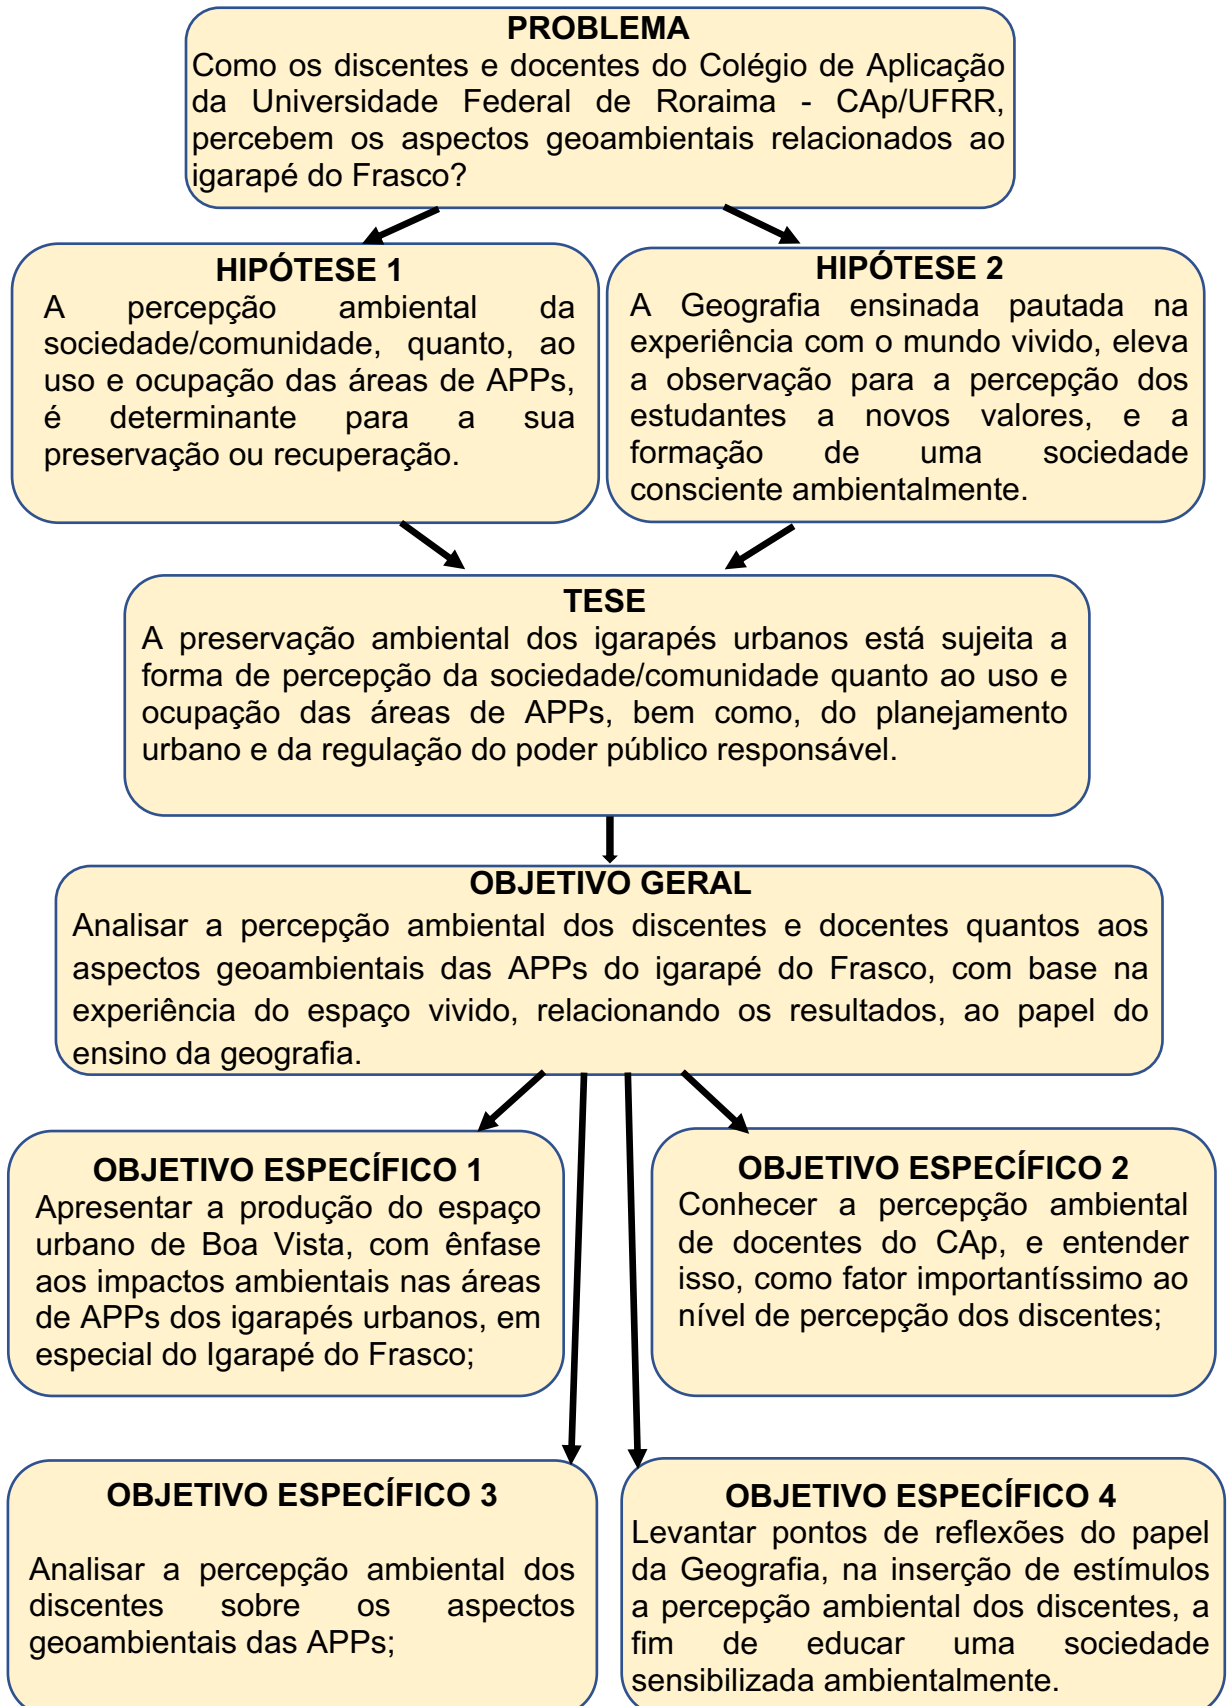 PROBLEMA
Como os discentes e docentes do Colégio de Aplicação
da Universidade Federal de Roraima - CAp/UFRR,
percebem os aspectos geoambientais relacionados ao
igarapé do Frasco?
HIPÓTESE 1
A percepção ambiental da
sociedade/comunidade, quanto, ao
uso e ocupação das áreas de APPs,
é determinante para a sua
preservação ou recuperação.
HIPÓTESE 2
A Geografia ensinada pautada na
experiência com o mundo vivido, eleva
a observação para a percepção dos
estudantes a novos valores, e a
formação de uma sociedade
consciente ambientalmente.
TESE
A preservação ambiental dos igarapés urbanos está sujeita a
forma de percepção da sociedade/comunidade quanto ao uso e
ocupação das áreas de APPs, bem como, do planejamento
urbano e da regulação do poder público responsável.
OBJETIVO GERAL
Analisar a percepção ambiental dos discentes e docentes quantos aos
aspectos geoambientais das APPs do igarapé do Frasco, com base na
experiência do espaço vivido, relacionando os resultados, ao papel do
ensino da geografia.
OBJETIVO ESPECÍFICO 1
Apresentar a produção do espaço
urbano de Boa Vista, com ênfase
aos impactos ambientais nas áreas
de APPs dos igarapés urbanos, em
especial do Igarapé do Frasco;
OBJETIVO ESPECÍFICO 2
Conhecer a percepção ambiental
de docentes do CAp, e entender
isso, como fator importantíssimo ao
nível de percepção dos discentes;
OBJETIVO ESPECÍFICO 3
Analisar a percepção ambiental dos
discentes sobre os aspectos
geoambientais das APPs;
OBJETIVO ESPECÍFICO 4
Levantar pontos de reflexões do papel
da Geografia, na inserção de estímulos
a percepção ambiental dos discentes, a
fim de educar uma sociedade
sensibilizada ambientalmente.